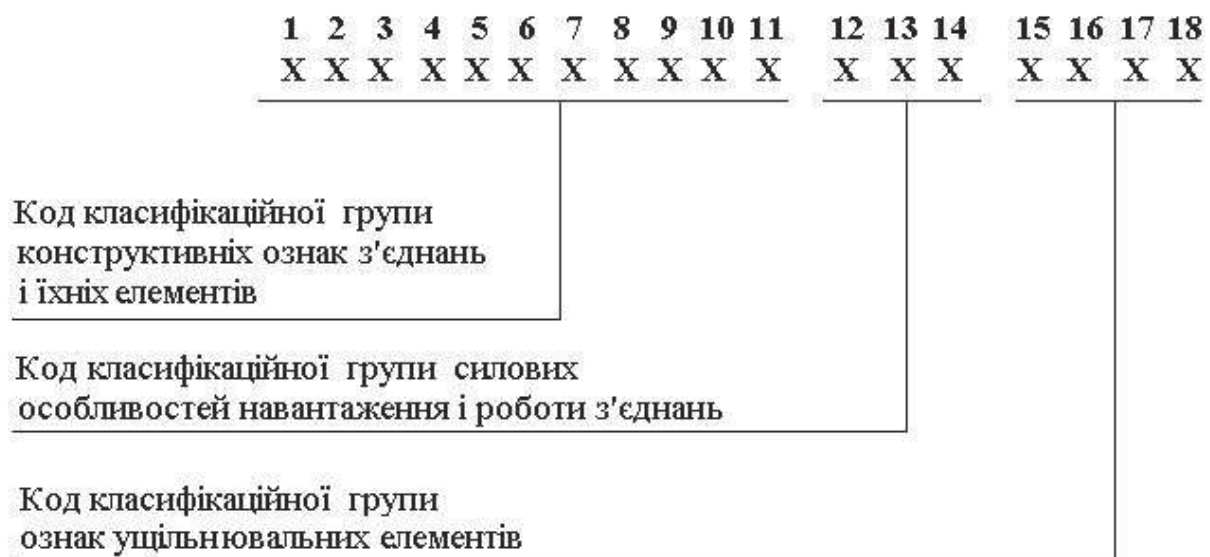 1 2 3 4 5 6 7 8 9 10 11 12 13 14 15 16 17 18
X X X X X X X X X X X X X X X X X X
Код класифікаційної групи
конструктивніх ознак з'єднань
і їхніх елементів
Код класифікаційної групи силових
особливостей навантаження і роботи з'єднань
Код класифікаційної групи
ознак ущільнювальних елементів